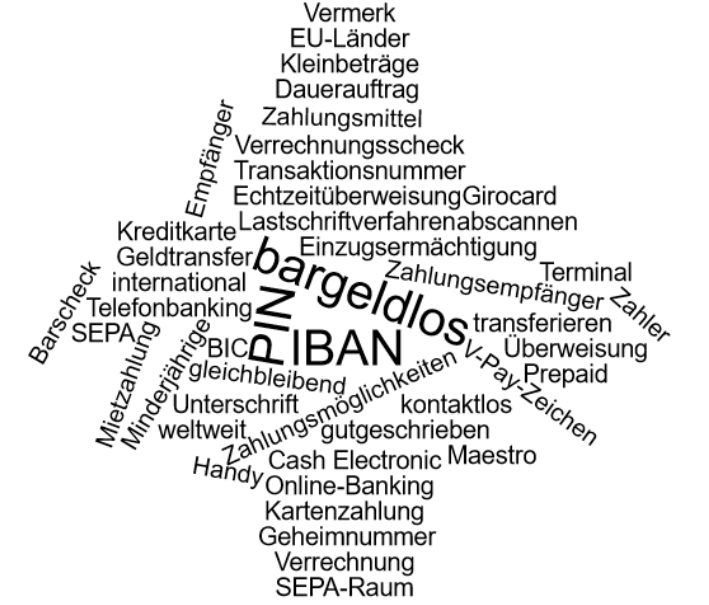 Vermerk
EU-Länder
Kleinbeträge
Dauerauftrag
Zahlungsmittel
Empfänger
Verrechnungsscheck
Transaktionsnummer
EchtzeitüberweisungGirocard
Lastschriftverfahrenabscannen
Kreditkarte
Einzugsermächtigung
Geldtransfer
bargeldlos
Zahlungsempfänger
Terminal
international
Barscheck
Telefonbanking
PIN
Zahler
SEPA
transferieren
Mietzahlung
Minderjährige
BIC
IBAN
Überweisung
V-Pay-Zeichen
Prepaid
gleichbleibend
Zahlungsmöglichkeiten
Unterschrift
kontaktlos
weltweit
gutgeschrieben
Handy
Cash Electronic
Maestro
Online-Banking
Kartenzahlung
Geheimnummer
Verrechnung
SEPA-Raum